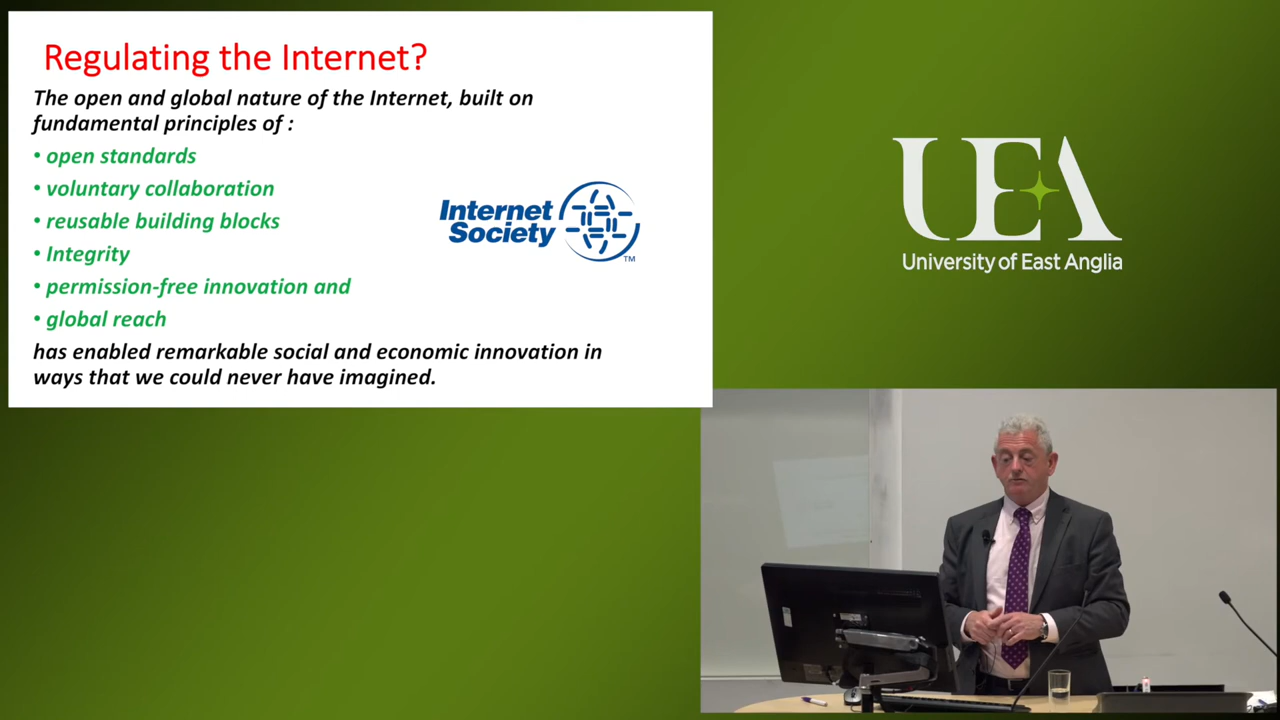 Regulating the Internet?
The open and global nature of the Internet, built on
fundamental principles of :
• open standards
• voluntary collaboration
• reusable building blocks
• Integrity
• permission-free innovation and
• global reach
has enabled remarkable social and economic innovation in
ways that we could never have imagined.
Internet
Society
TM
UEA
University of East Anglia